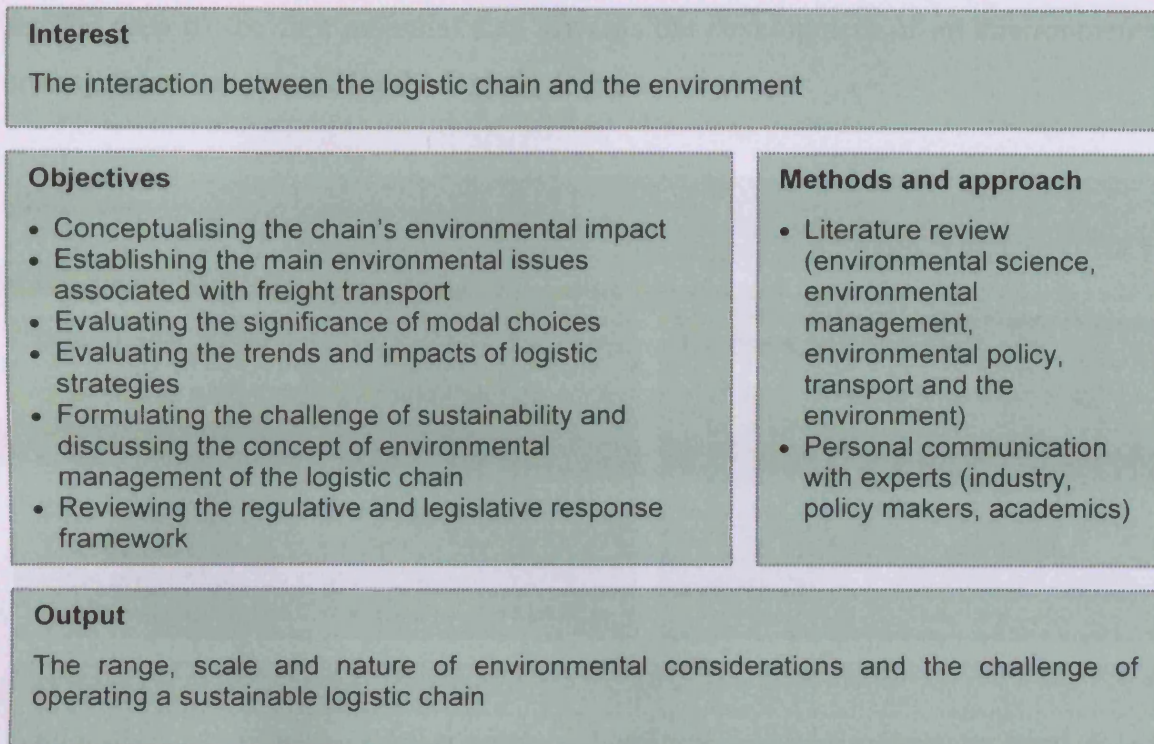 Interest
The interaction between the logistic chain and the environment
Objectives
• Conceptualising the chain's environmental impact
• Establishing the main environmental issues
associated with freight transport
• Evaluating the significance of modal choices
• Evaluating the trends and impacts of logistic
strategies
• Formulating the challenge of sustainability and
discussing the concept of environmental
management of the logistic chain
• Reviewing the regulative and legislative response
framework
Methods and approach
• Literature review
(environmental science,
environmental
management,
environmental policy,
transport and the
environment)
• Personal communication
with experts (industry,
policy makers, academics)
Output
The range, scale and nature of environmental considerations and the challenge of
operating a sustainable logistic chain